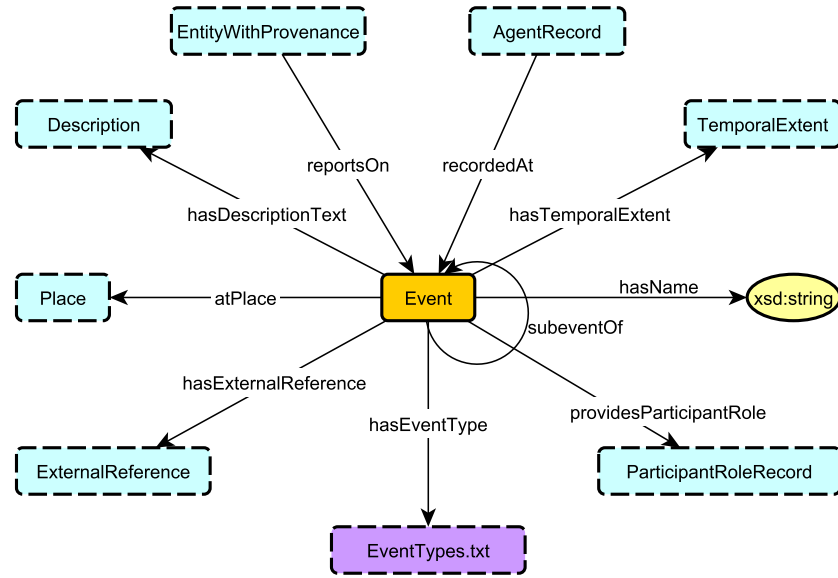 EntityWithProvenance
AgentRecord
Description
TemporalExtent
reportsOn
recordedAt
hasDescriptionText
hasTemporalExtent
Place
atPlace
Event
hasName
xsd:string
subeventOf
hasExternalReference
hasEventType
providesParticipantRole
ExternalReference
ParticipantRoleRecord
EventTypes.txt